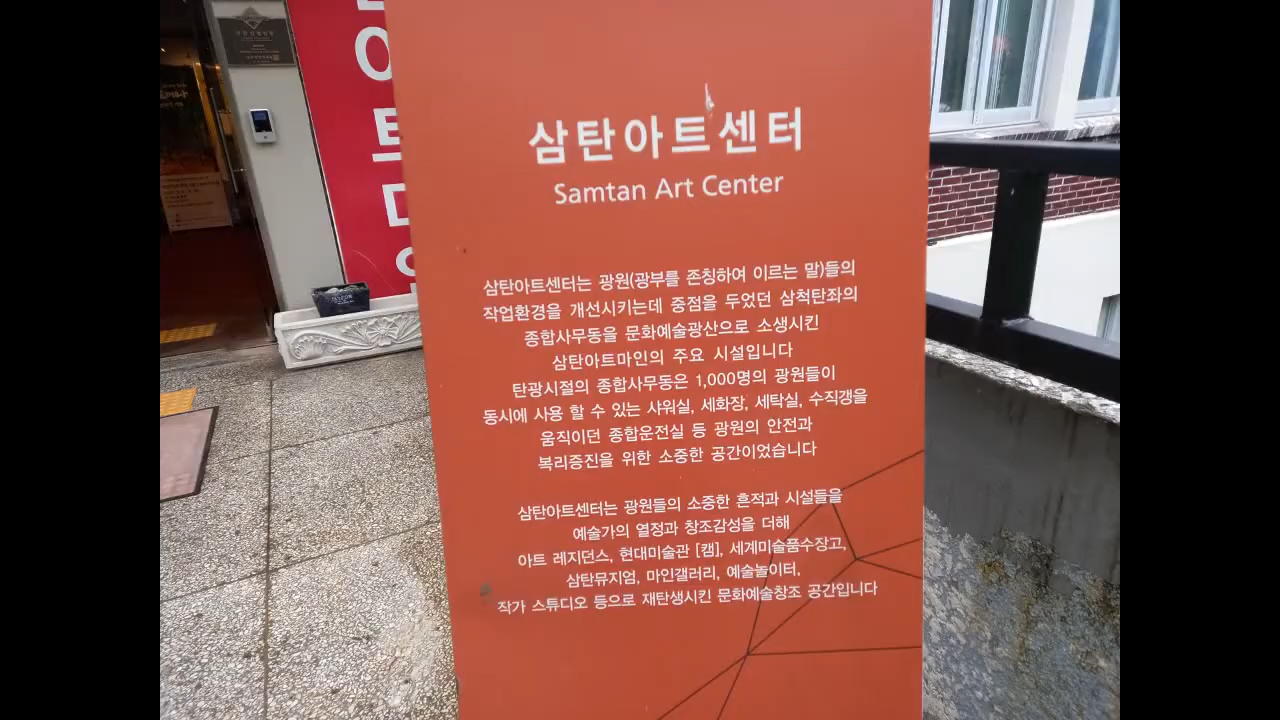 삼탄아트센터
Samtan Art Center
삼탄아트센터는 광원(광부를 존칭하여 이르는 말)들의
작업환경을 개선시키는데 중점을 두었던 삼척탄좌의
종합사무동을 문화예술광산으로 소생시킨
삼탄아트마인의 주요 시설입니다
탄광시절의 종합사무동은 1,000명의 광원들이
동시에 사용 할 수 있는 샤워실, 세화장, 세탁실, 수직갱을
움직이던 종합운전실 등 광원의 안전과
복리증진을 위한 소중한 공간이었습니다
삼탄아트센터는 광원들의 소중한 흔적과 시설들을
예술가의 열정과 창조감성을 더해
아트 레지던스, 현대미술관 [캠], 세계미술품수장고,
삼탄뮤지엄, 마인갤러리, 예술놀이터,
작가 스튜디오 등으로 재탄생시킨 문화예술창조 공간입니다